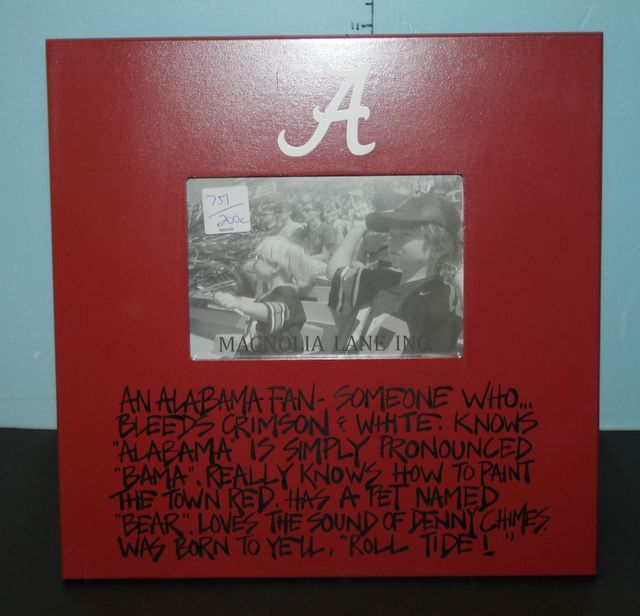 A
751/
200c
MAGNOLIA LANE INC.
AN ALABAMA FAN- SOMEONE WHO...
BLEEDS CRIMSON & WHITE. KNOWS
"ALABAMA" IS SIMPLY PRONOUNCED
"BAMA". REALLY KNOWS HOW TO PAINT
THE TOWN RED. HAS A PET NAMED
"BEAR". LOVES THE SOUND OF DENNY CHIMES.
WAS BORN TO YELL, "ROLL TIDE!"